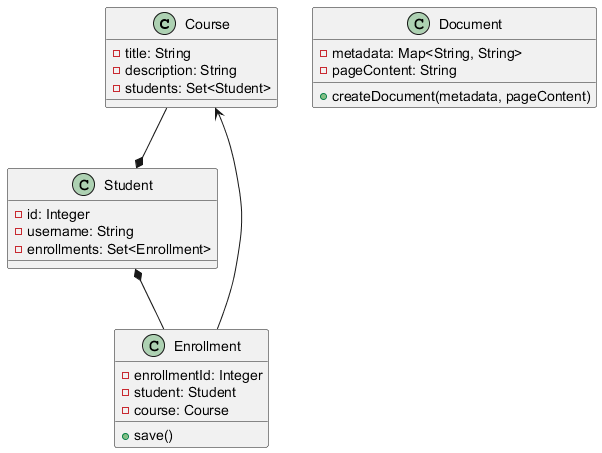 C Course
title: String
description: String
students: Set<Student>
C Document
metadata: Map<String, String>
pageContent: String
createDocument(metadata, pageContent)
C Student
id: Integer
username: String
enrollments: Set<Enrollment>
C Enrollment
enrollmentId: Integer
student: Student
course: Course
save()